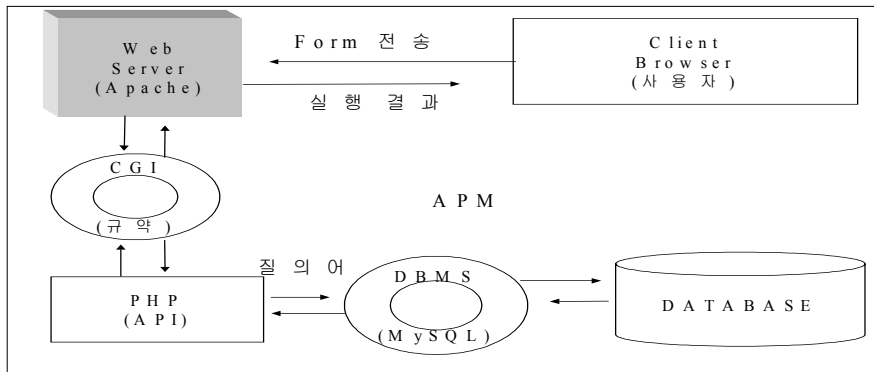 Web
Server
(Apache)
Form 전송
실행 결과
Client
Browser
(사용자)
CGI
(규약)
APM
PHP
(API)
질의어
DBMS
(MySQL)
DATABASE